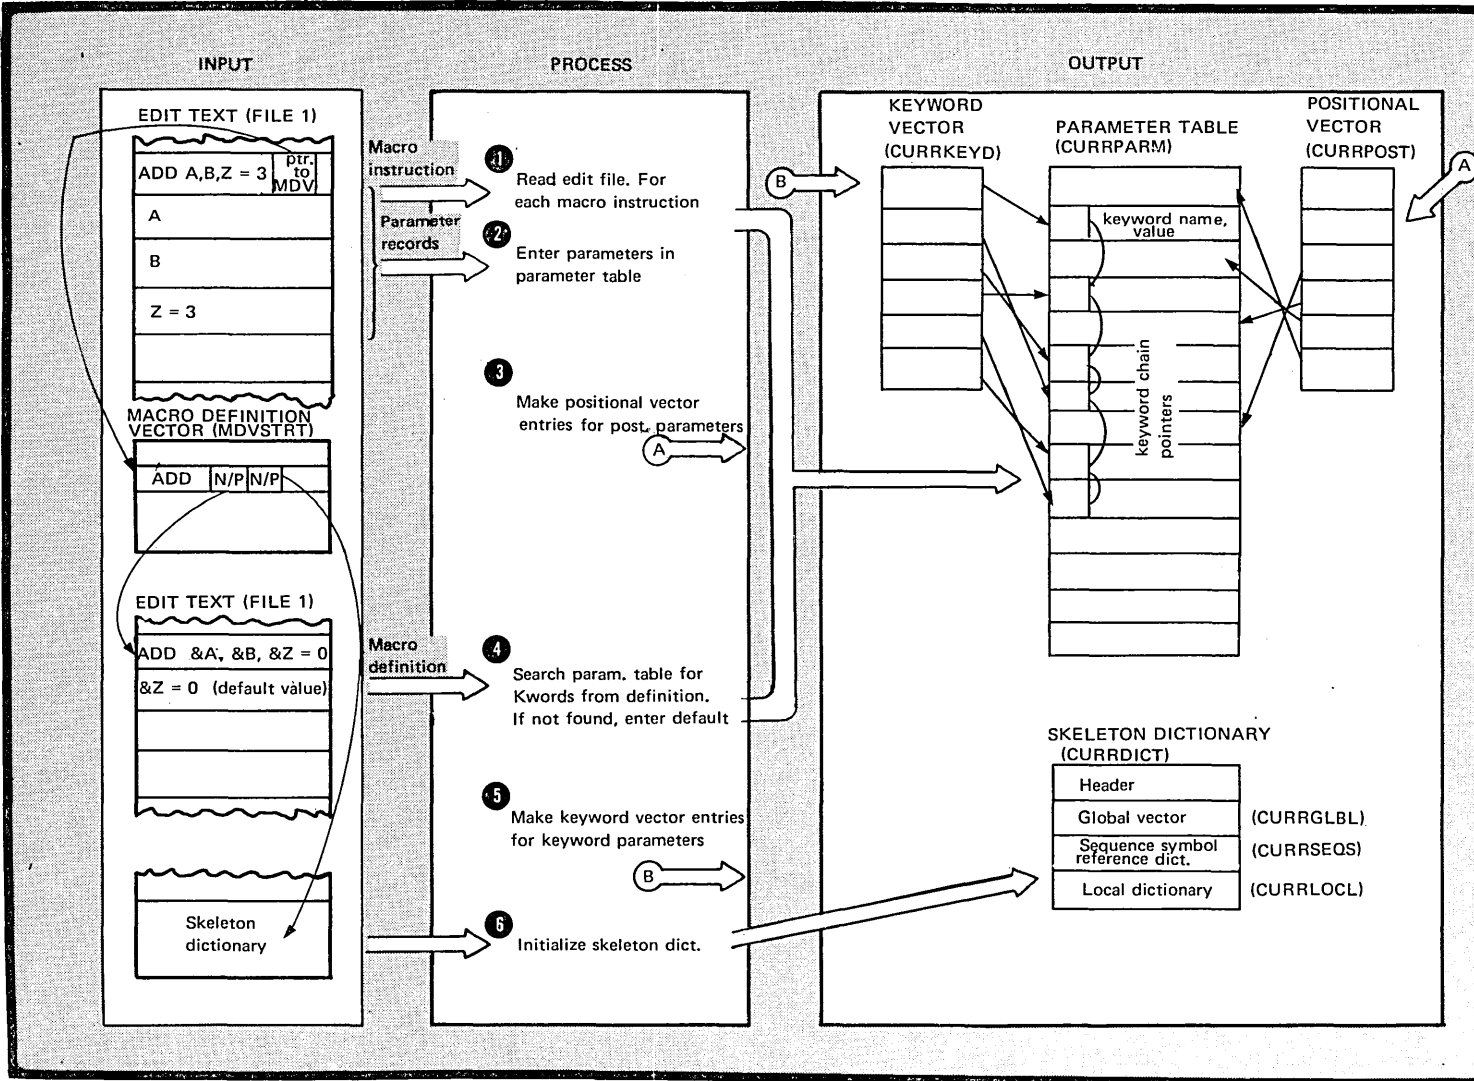 INPUT
PROCESS
OUTPUT
EDIT TEXT (FILE 1)
ADD A,B,Z = 3
ptr.
to
MDV
A
B
Z = 3
MACRO DEFINITION
VECTOR (MDVSTRT)
ADD N/P N/P
EDIT TEXT (FILE 1)
ADD &A, &B, &Z = 0
&Z = 0 (default value)
Skeleton
dictionary
Macro
instruction
Parameter
records
Macro
definition
1
Read edit file. For
each macro instruction
2
Enter parameters in
parameter table
3
Make positional vector
entries for post. parameters
A
4
Search param. table for
Kwords from definition.
If not found, enter default
5
Make keyword vector entries
for keyword parameters
B
6
Initialize skeleton dict.
B
KEYWORD
VECTOR
(CURRKEYD)
PARAMETER TABLE
(CURRPARM)
keyword name,
value
keyword chain
pointers
POSITIONAL
VECTOR
(CURRPOST)
A
SKELETON DICTIONARY
(CURRDICT)
Header
Global vector (CURRGLBL)
Sequence symbol
reference dict. (CURRSEQS)
Local dictionary (CURRLOCL)